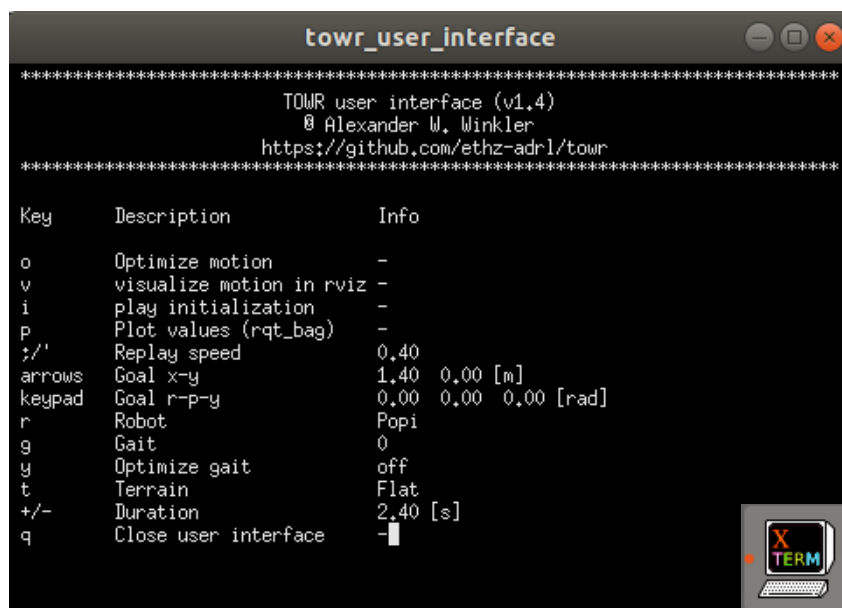 towr_user_interface
******************************************************************************
TOWR user interface (v1.4)
© Alexander W. Winkler
https://github.com/ethz-adrl/towr
******************************************************************************
Key Description Info
o Optimize motion -
v visualize motion in rviz -
i play initialization -
p Plot values (rqt_bag) -
;/' Replay speed 0.40
arrows Goal x-y 1.40 0.00 [m]
keypad Goal r-p-y 0.00 0.00 0.00 [rad]
r Robot Popi
g Gait 0
y Optimize gait off
t Terrain Flat
+/- Duration 2.40 [s]
q Close user interface -
X
TERM